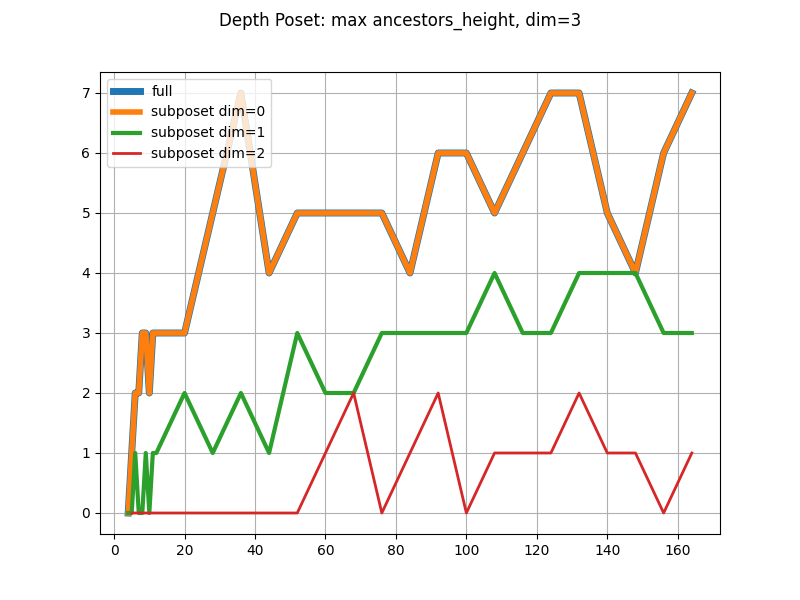 Depth Poset: max ancestors_height, dim=3
full
subposet dim=0
subposet dim=1
subposet dim=2
7
6
5
4
3
2
1
0
0 20 40 60 80 100 120 140 160